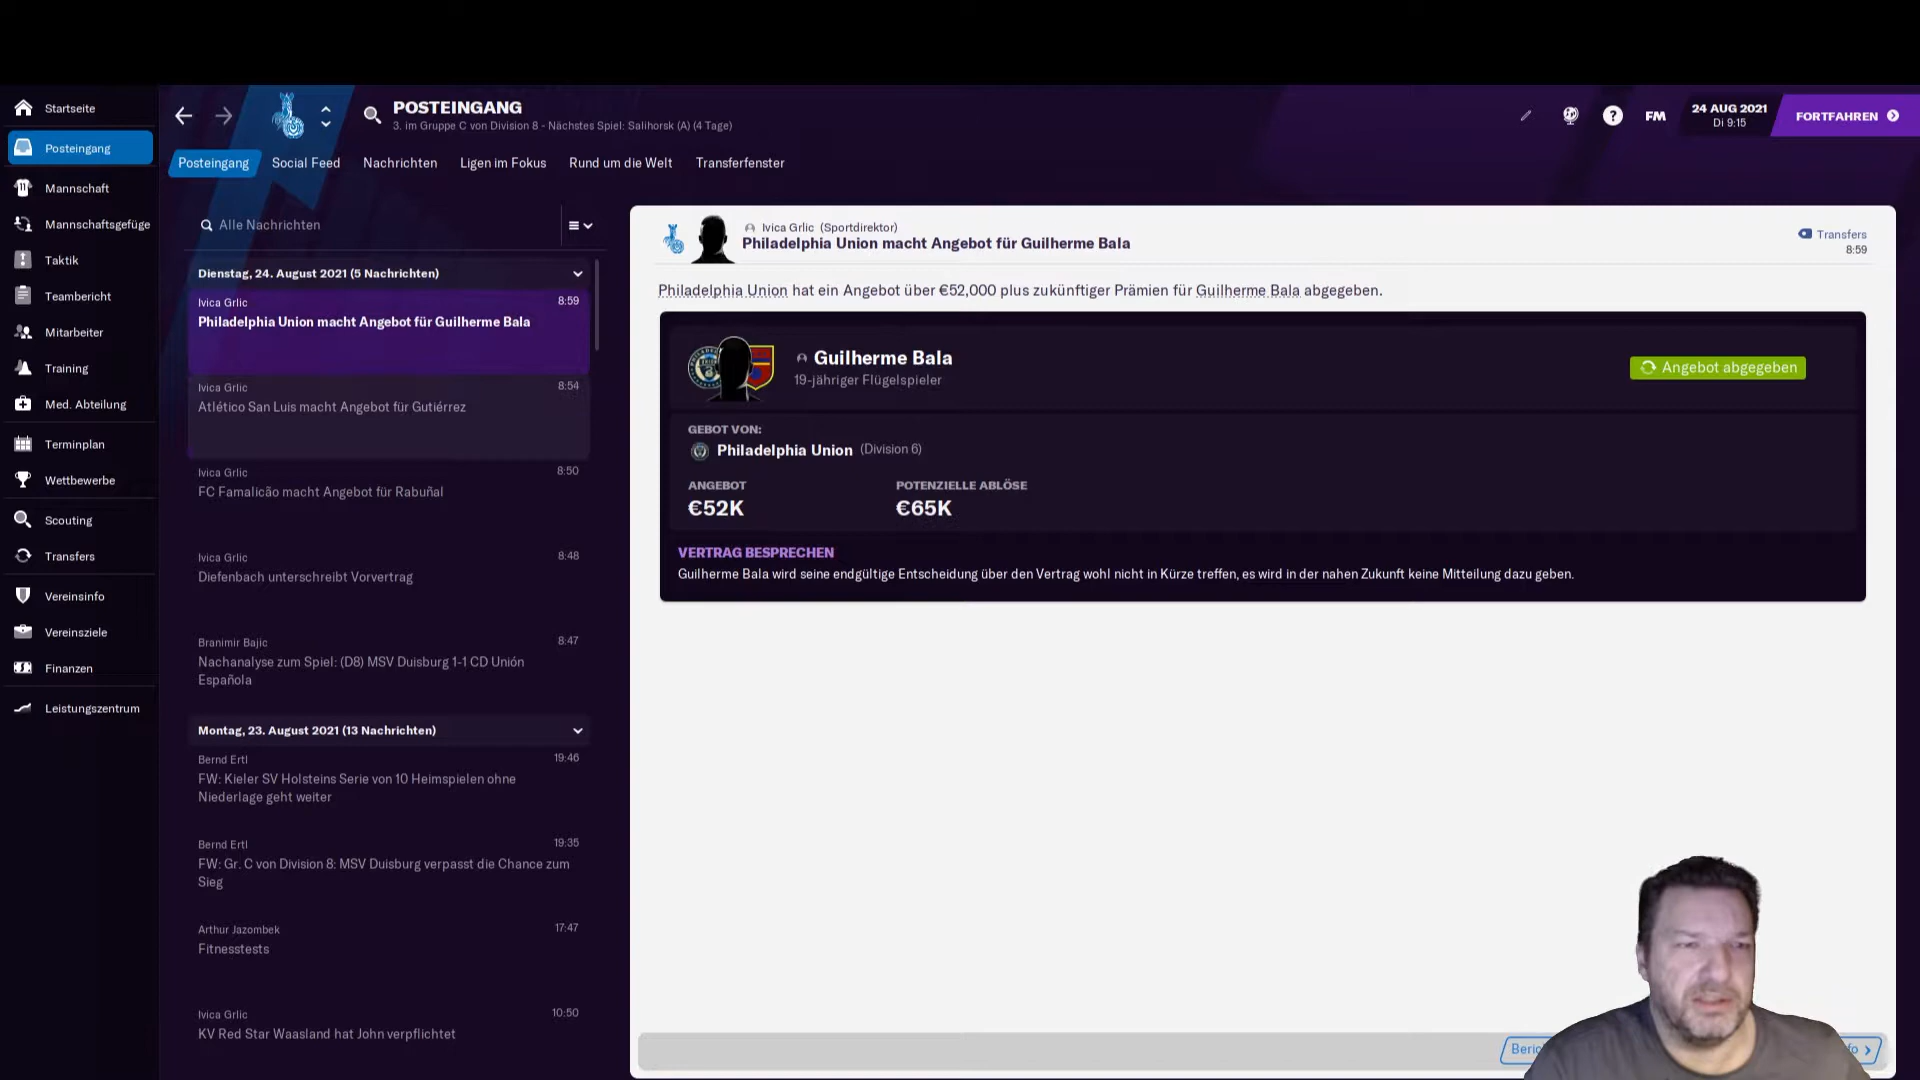 Startseite
Posteingang
Mannschaft
Mannschaftsgefüge
Taktik
Teambericht
Mitarbeiter
Training
Med. Abteilung
Terminplan
Wettbewerbe
Scouting
Transfers
Vereinsinfo
Vereinsziele
Finanzen
Leistungszentrum
POSTEINGANG
3. im Gruppe C von Division 8 - Nächstes Spiel: Salihorsk (A) (4 Tage)
FM
24 AUG 2021
Di 9:15
FORTFAHREN
Posteingang Social Feed Nachrichten Ligen im Fokus Rund um die Welt Transferfenster
Alle Nachrichten
Dienstag, 24. August 2021 (5 Nachrichten)
Ivica Grlic 8:59
Philadelphia Union macht Angebot für Guilherme Bala
Ivica Grlic 8:54
Atlético San Luis macht Angebot für Gutiérrez
Ivica Grlic 8:50
FC Famalicão macht Angebot für Rabuñal
Ivica Grlic 8:48
Diefenbach unterschreibt Vorvertrag
Branimir Bajic 8:47
Nachanalyse zum Spiel: (D8) MSV Duisburg 1-1 CD Unión
Española
Montag, 23. August 2021 (13 Nachrichten)
Bernd Ertl 19:46
FW: Kieler SV Holsteins Serie von 10 Heimspielen ohne
Niederlage geht weiter
Bernd Ertl 19:35
FW: Gr. C von Division 8: MSV Duisburg verpasst die Chance zum
Sieg
Arthur Jazombek 17:47
Fitnesstests
Ivica Grlic 10:50
KV Red Star Waasland hat John verpflichtet
Ivica Grlic (Sportdirektor)
Philadelphia Union macht Angebot für Guilherme Bala
Transfers
8:59
Philadelphia Union hat ein Angebot über €52,000 plus zukünftiger Prämien für Guilherme Bala abgegeben.
Guilherme Bala
19-jähriger Flügelspieler
Angebot abgegeben
GEBOT VON:
Philadelphia Union (Division 6)
ANGEBOT POTENZIELLE ABLÖSE
€52K €65K
VERTRAG BESPRECHEN
Guilherme Bala wird seine endgültige Entscheidung über den Vertrag wohl nicht in Kürze treffen, es wird in der nahen Zukunft keine Mitteilung dazu geben.